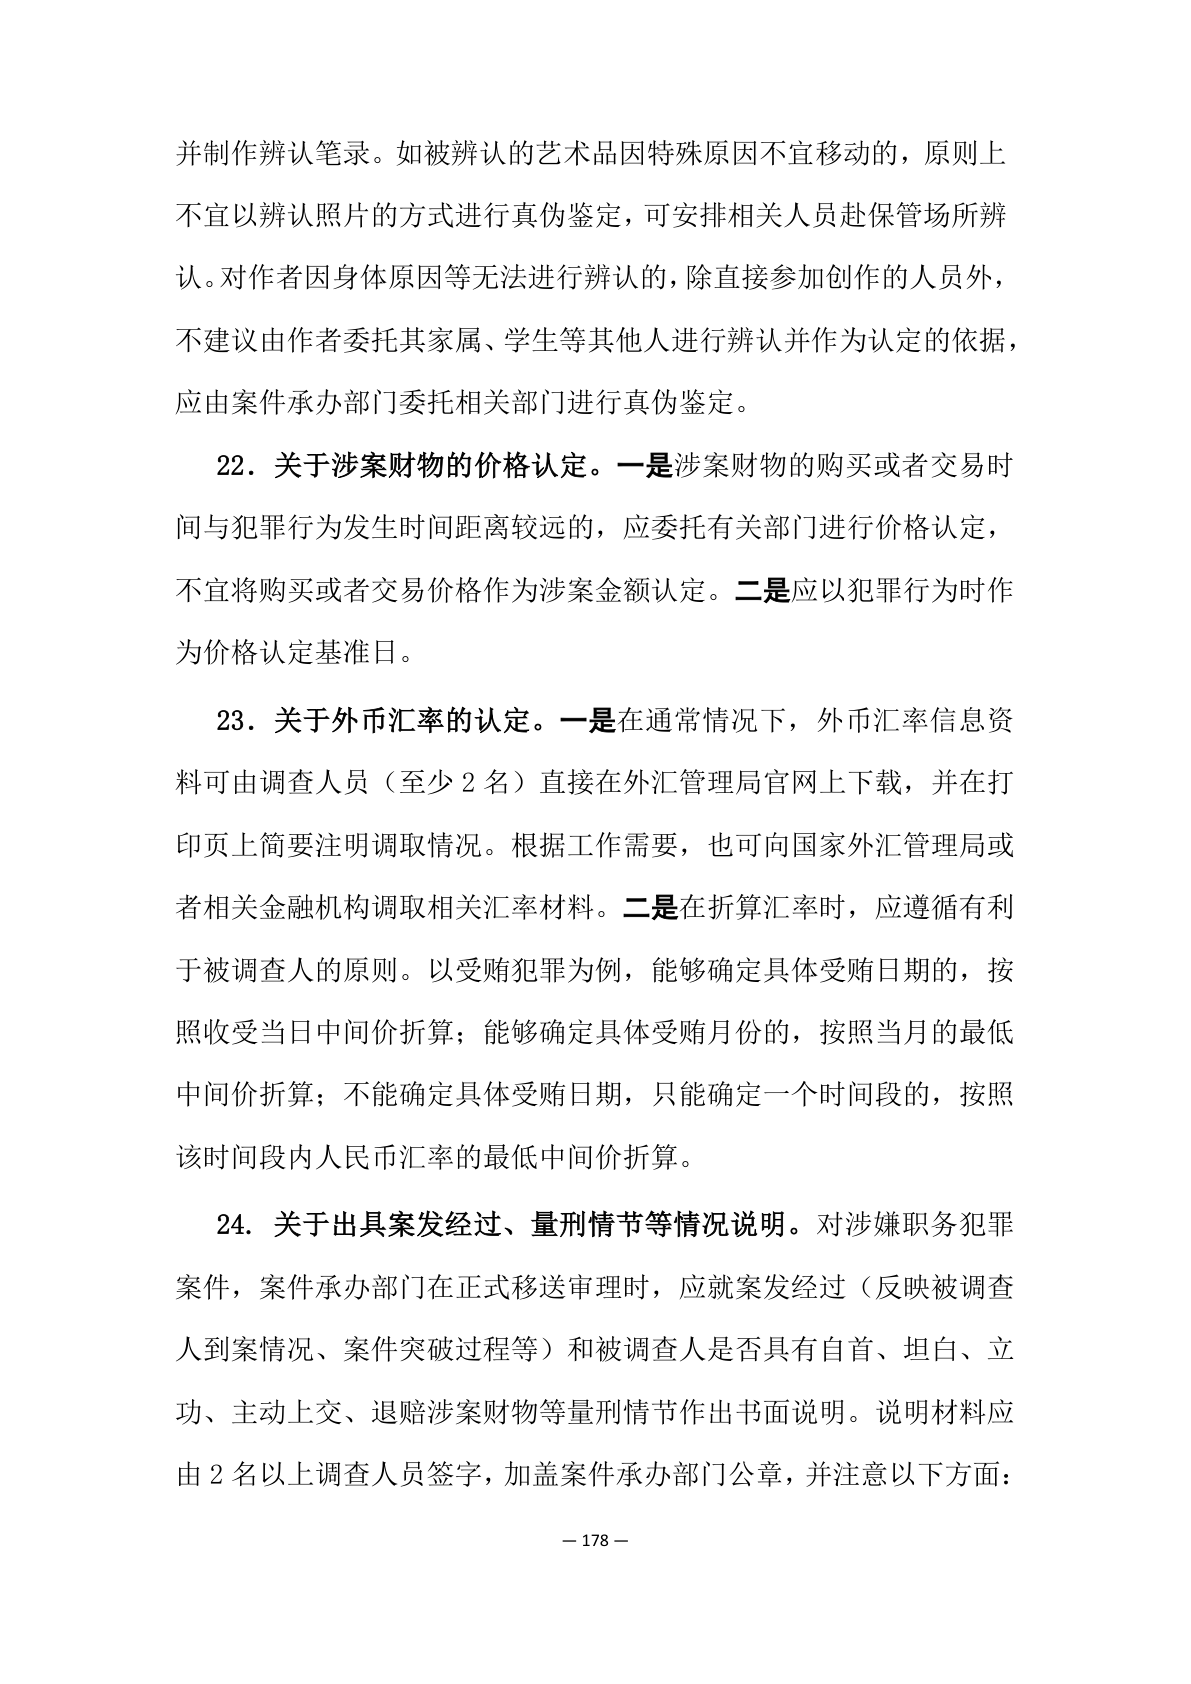 并制作辨认笔录。如被辨认的艺术品因特殊原因不宜移动的，原则上
不宜以辨认照片的方式进行真伪鉴定，可安排相关人员赴保管场所辨
认。对作者因身体原因等无法进行辨认的，除直接参加创作的人员外，
不建议由作者委托其家属、学生等其他人进行辨认并作为认定的依据，
应由案件承办部门委托相关部门进行真伪鉴定。
22．关于涉案财物的价格认定。一是涉案财物的购买或者交易时
间与犯罪行为发生时间距离较远的，应委托有关部门进行价格认定，
不宜将购买或者交易价格作为涉案金额认定。二是应以犯罪行为时作
为价格认定基准日。
23．关于外币汇率的认定。一是在通常情况下，外币汇率信息资
料可由调查人员（至少 2 名）直接在外汇管理局官网上下载，并在打
印页上简要注明调取情况。根据工作需要，也可向国家外汇管理局或
者相关金融机构调取相关汇率材料。二是在折算汇率时，应遵循有利
于被调查人的原则。以受贿犯罪为例，能够确定具体受贿日期的，按
照收受当日中间价折算；能够确定具体受贿月份的，按照当月的最低
中间价折算；不能确定具体受贿日期，只能确定一个时间段的，按照
该时间段内人民币汇率的最低中间价折算。
24. 关于出具案发经过、量刑情节等情况说明。对涉嫌职务犯罪
案件，案件承办部门在正式移送审理时，应就案发经过（反映被调查
人到案情况、案件突破过程等）和被调查人是否具有自首、坦白、立
功、主动上交、退赔涉案财物等量刑情节作出书面说明。说明材料应
由 2 名以上调查人员签字，加盖案件承办部门公章，并注意以下方面：
— 178 —